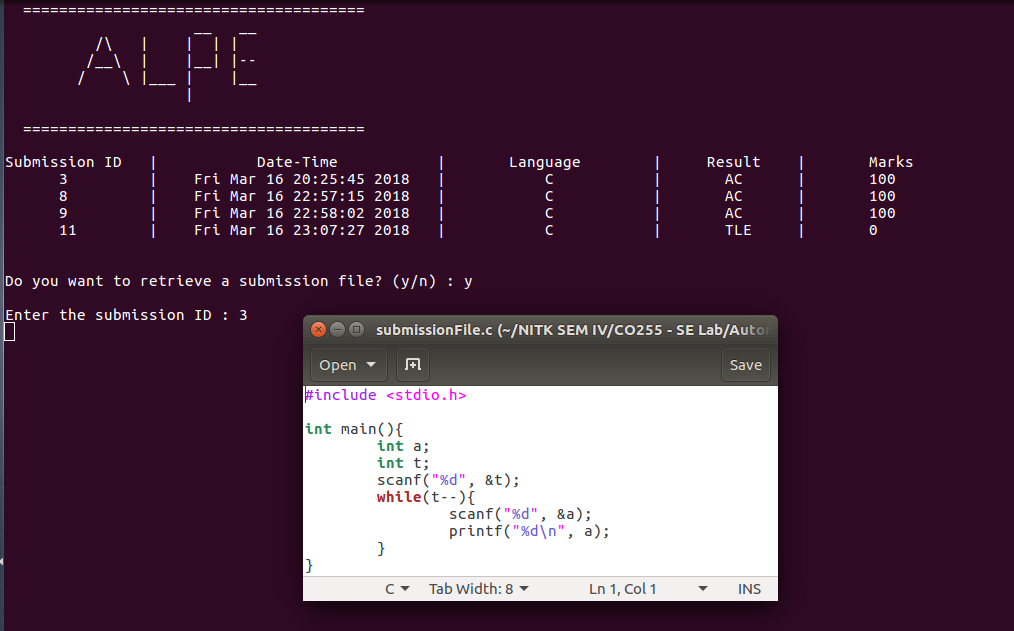 ======================================
ALPE
======================================
Submission ID | Date-Time | Language | Result | Marks
3 | Fri Mar 16 20:25:45 2018 | C | AC | 100
8 | Fri Mar 16 22:57:15 2018 | C | AC | 100
9 | Fri Mar 16 22:58:02 2018 | C | AC | 100
11 | Fri Mar 16 23:07:27 2018 | C | TLE | 0
Do you want to retrieve a submission file? (y/n) : y
Enter the submission ID : 3
submissionFile.c (~/NITK SEM IV/CO255 - SE Lab/Autor
Open Save
#include <stdio.h>
int main(){
int a;
int t;
scanf("%d", &t);
while(t--){
scanf("%d", &a);
printf("%d\n", a);
}
}
C Tab Width: 8 Ln 1, Col 1 INS